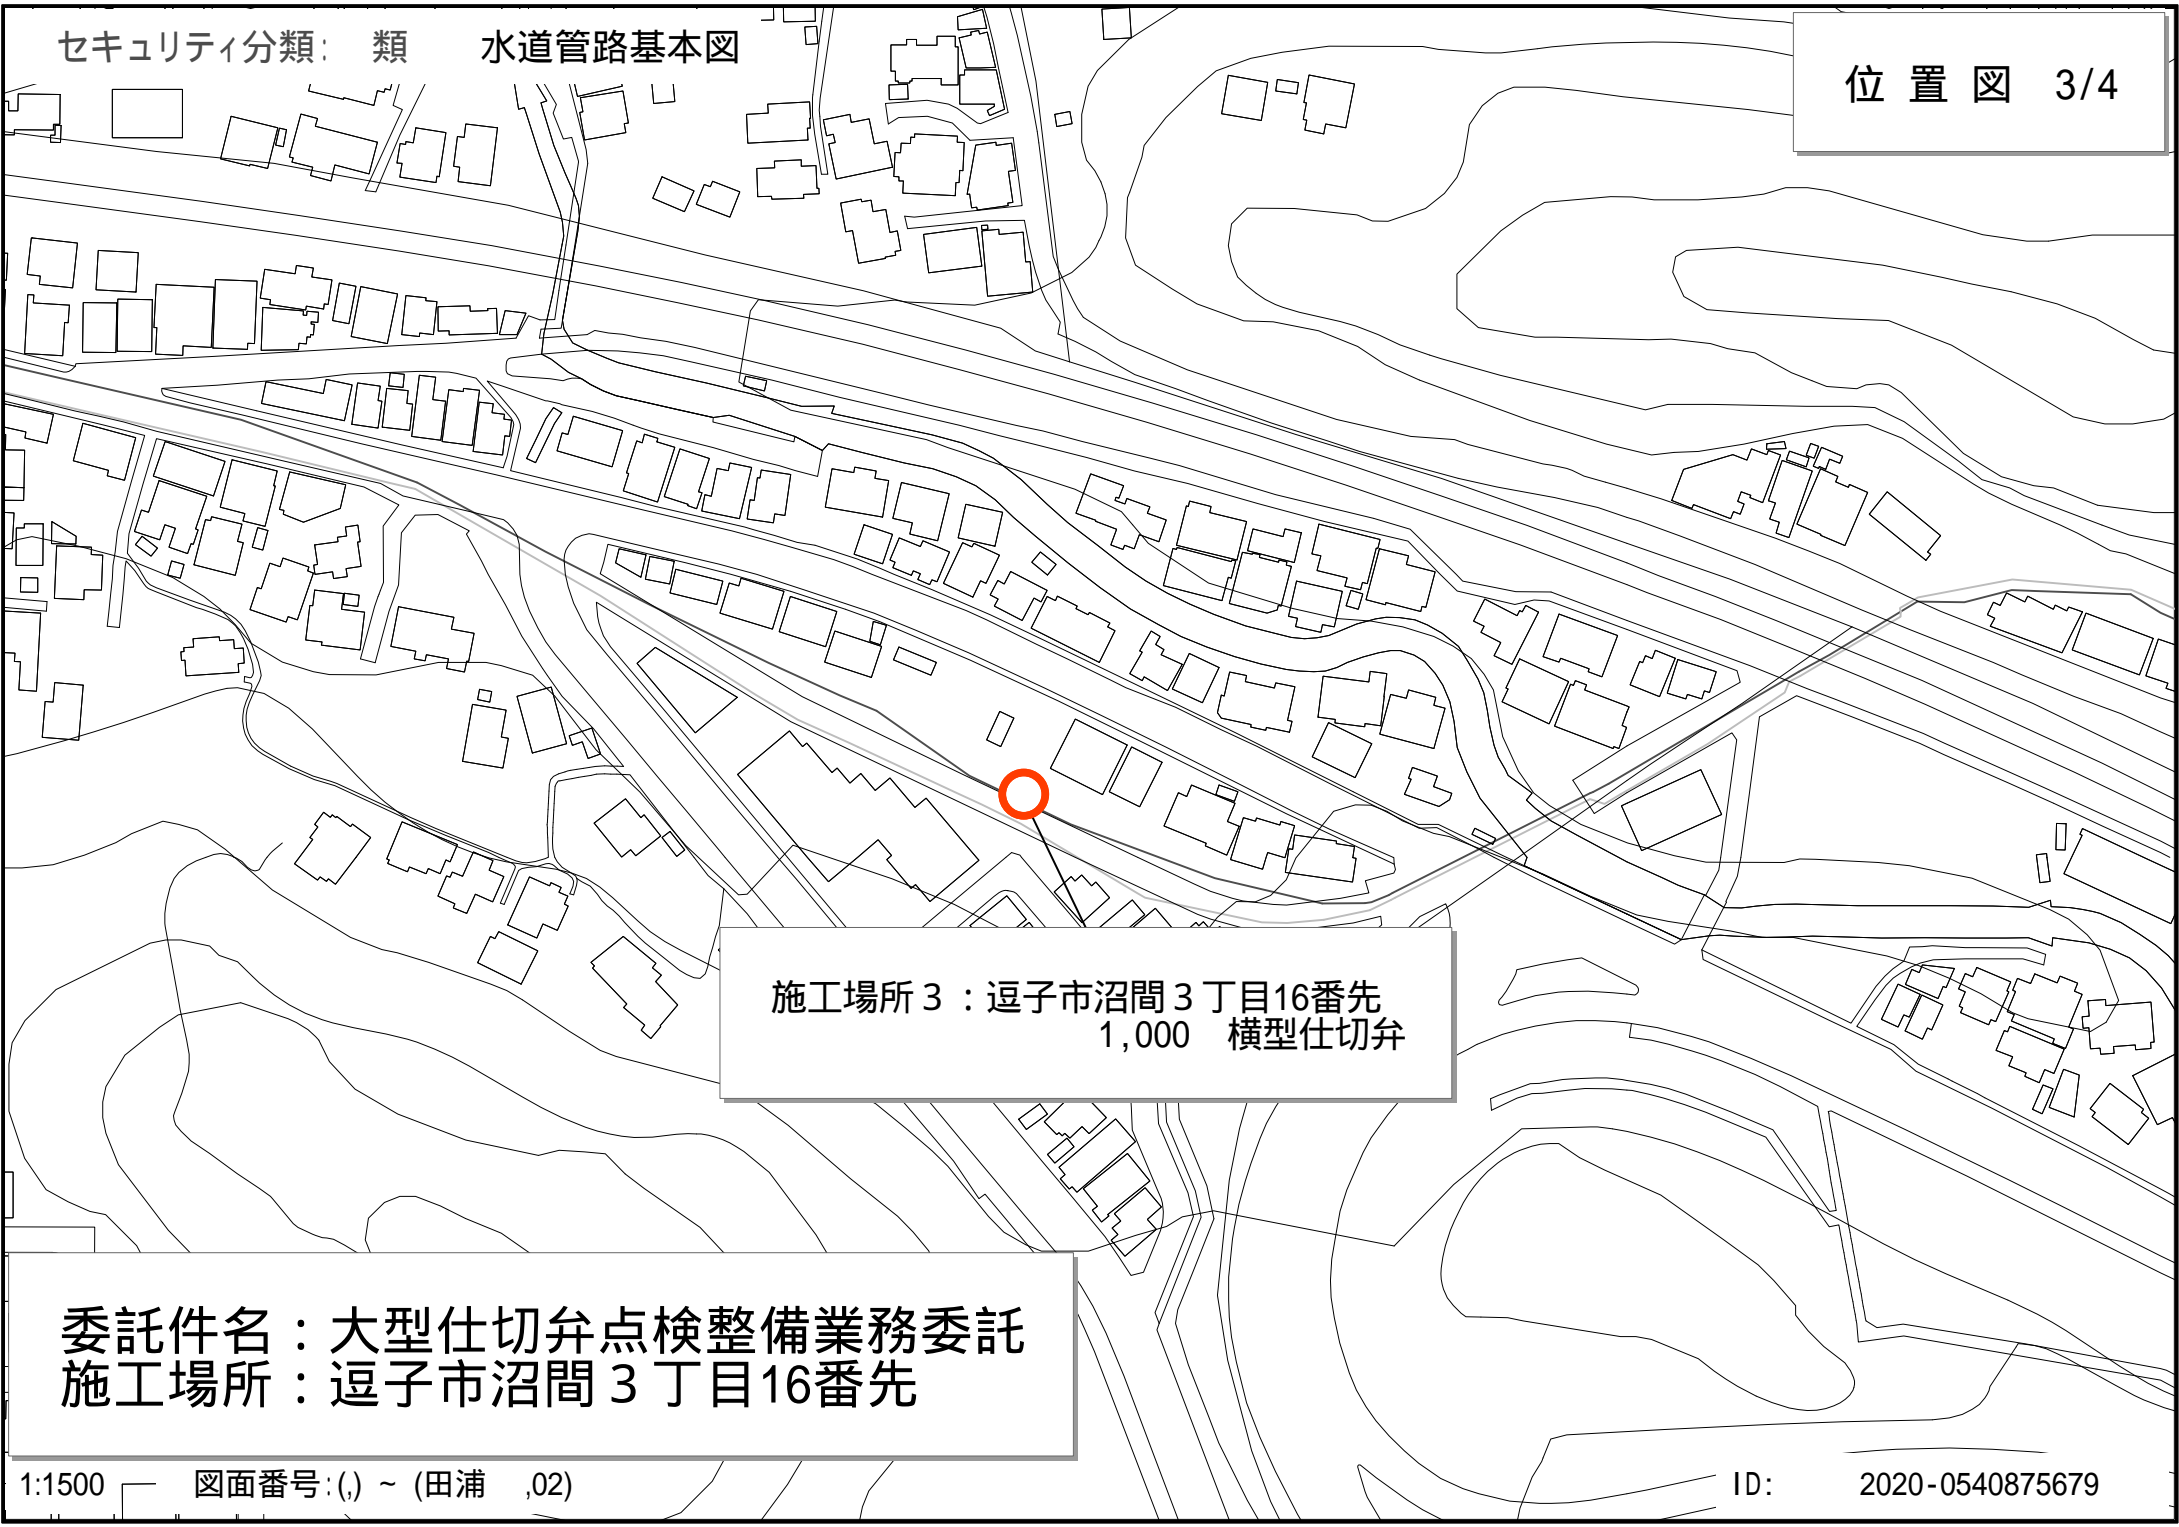 セキュリティ分類:　類　水道管路基本図
位 置 図　3/4
施工場所３：逗子市沼間３丁目16番先
1,000　横型仕切弁
委託件名：大型仕切弁点検整備業務委託
施工場所：逗子市沼間３丁目16番先
1:1500　図面番号:(,) ~ (田浦　,02)
ID:　2020-0540875679